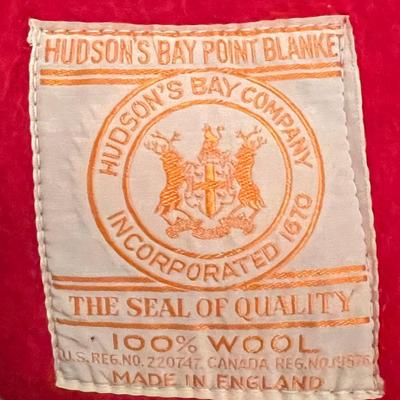 HUDSON'S BAY POINT BLANKET
HUDSON'S BAY COMPANY
INCORPORATED 1670
THE SEAL OF QUALITY
100% WOOL
U.S. REG. NO. 220747. CANADA REG. NO. 19576
MADE IN ENGLAND